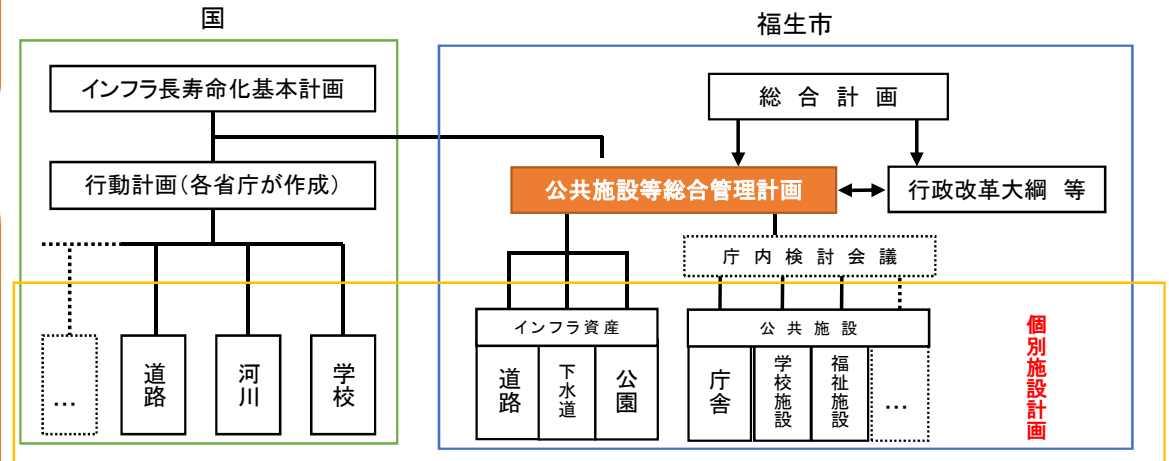 国
福生市
インフラ長寿命化基本計画
総合計画
行動計画（各省庁が作成）
公共施設等総合管理計画
行政改革大綱 等
庁内検討会議
インフラ資産
公共施設
…
道路
河川
学校
道路
下水道
公園
庁舎
学校施設
福祉施設
…
個別施設計画